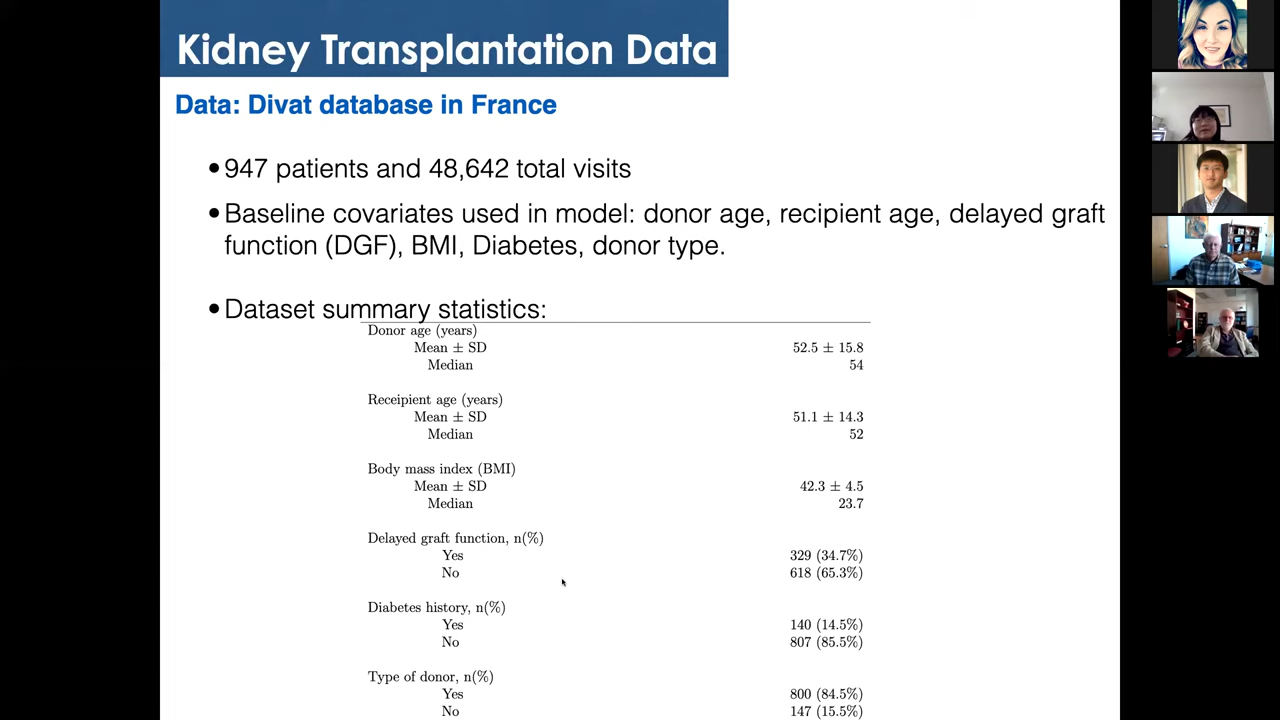 Kidney Transplantation Data
Data: Divat database in France
•947 patients and 48,642 total visits
•Baseline covariates used in model: donor age, recipient age, delayed graft
function (DGF), BMI, Diabetes, donor type.
•Dataset summary statistics:
Donor age (years)
Mean ± SD 52.5 ± 15.8
Median 54
Receipient age (years)
Mean ± SD 51.1 ± 14.3
Median 52
Body mass index (BMI)
Mean ± SD 42.3 ± 4.5
Median 23.7
Delayed graft function, n(%)
Yes 329 (34.7%)
No 618 (65.3%)
Diabetes history, n(%)
Yes 140 (14.5%)
No 807 (85.5%)
Type of donor, n(%)
Yes 800 (84.5%)
No 147 (15.5%)